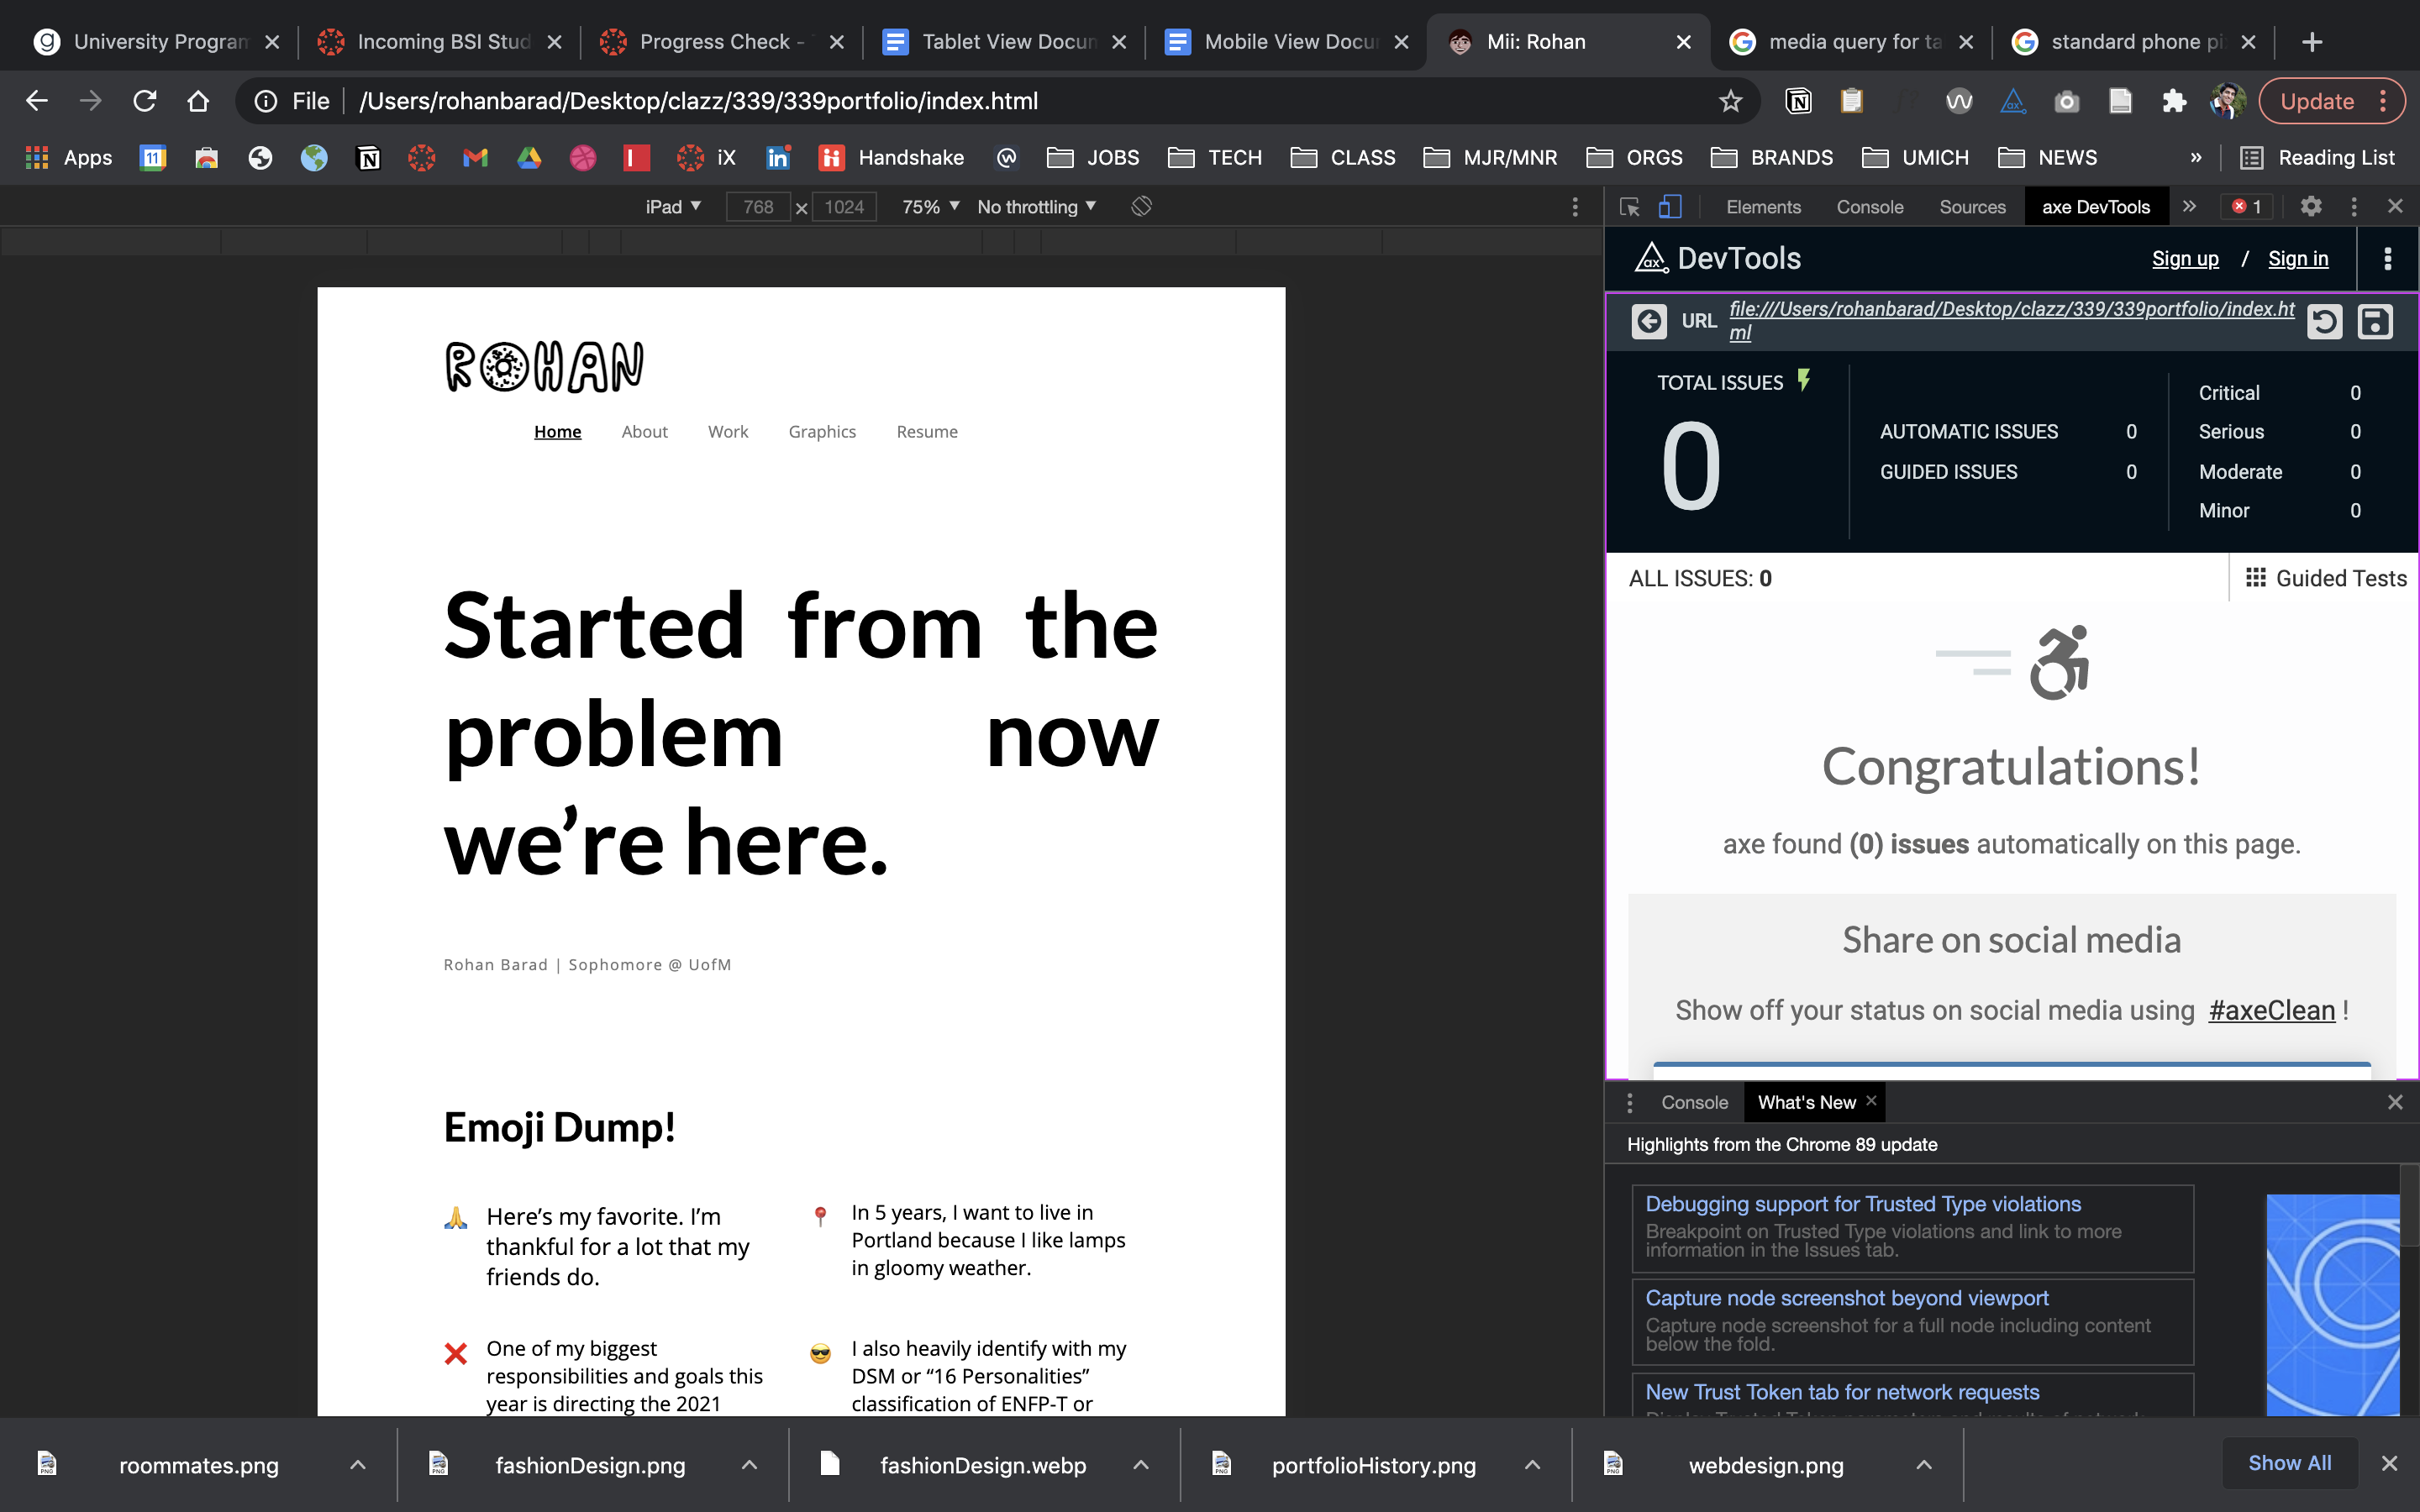 University Program
Incoming BSI Stud
Progress Check -
Tablet View Docum
Mobile View Docum
Mii: Rohan
media query for ta
standard phone pi
File
/Users/rohanbarad/Desktop/clazz/339/339portfolio/index.html
Update
Apps
11
iX
Handshake
JOBS
TECH
CLASS
MJR/MNR
ORGS
BRANDS
UMICH
NEWS
»
Reading List
iPad
768 × 1024
75%
No throttling
Elements
Console
Sources
axe DevTools
»
1
ROHAN
Home
About
Work
Graphics
Resume
Started from the
problem now
we’re here.
Rohan Barad | Sophomore @ UofM
Emoji Dump!
Here’s my favorite. I’m
thankful for a lot that my
friends do.
In 5 years, I want to live in
Portland because I like lamps
in gloomy weather.
One of my biggest
responsibilities and goals this
year is directing the 2021
I also heavily identify with my
DSM or “16 Personalities”
classification of ENFP-T or
ax DevTools
Sign up / Sign in
URL
file:///Users/rohanbarad/Desktop/clazz/339/339portfolio/index.ht
ml
TOTAL ISSUES
0
AUTOMATIC ISSUES 0
GUIDED ISSUES 0
Critical 0
Serious 0
Moderate 0
Minor 0
ALL ISSUES: 0
Guided Tests
Congratulations!
axe found (0) issues automatically on this page.
Share on social media
Show off your status on social media using #axeClean !
Console
What's New
Highlights from the Chrome 89 update
Debugging support for Trusted Type violations
Breakpoint on Trusted Type violations and link to more
information in the Issues tab.
Capture node screenshot beyond viewport
Capture node screenshot for a full node including content
below the fold.
New Trust Token tab for network requests
roommates.png
fashionDesign.png
fashionDesign.webp
portfolioHistory.png
webdesign.png
Show All